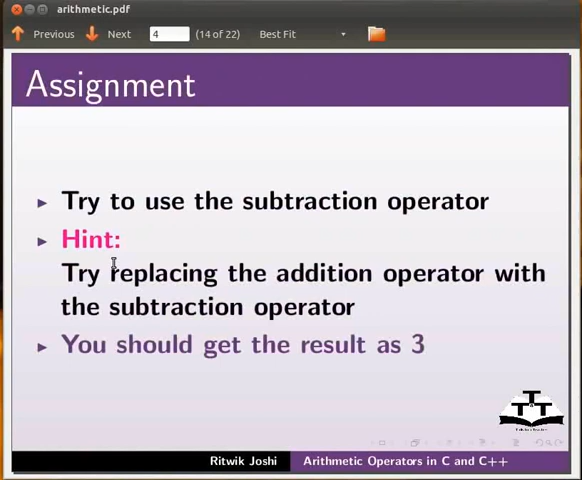 arithmetic.pdf
Previous Next 4 (14 of 22) Best Fit
Assignment
Try to use the subtraction operator
Hint:
Try replacing the addition operator with
the subtraction operator
You should get the result as 3
TTT
Ritwik Joshi Arithmetic Operators in C and C++